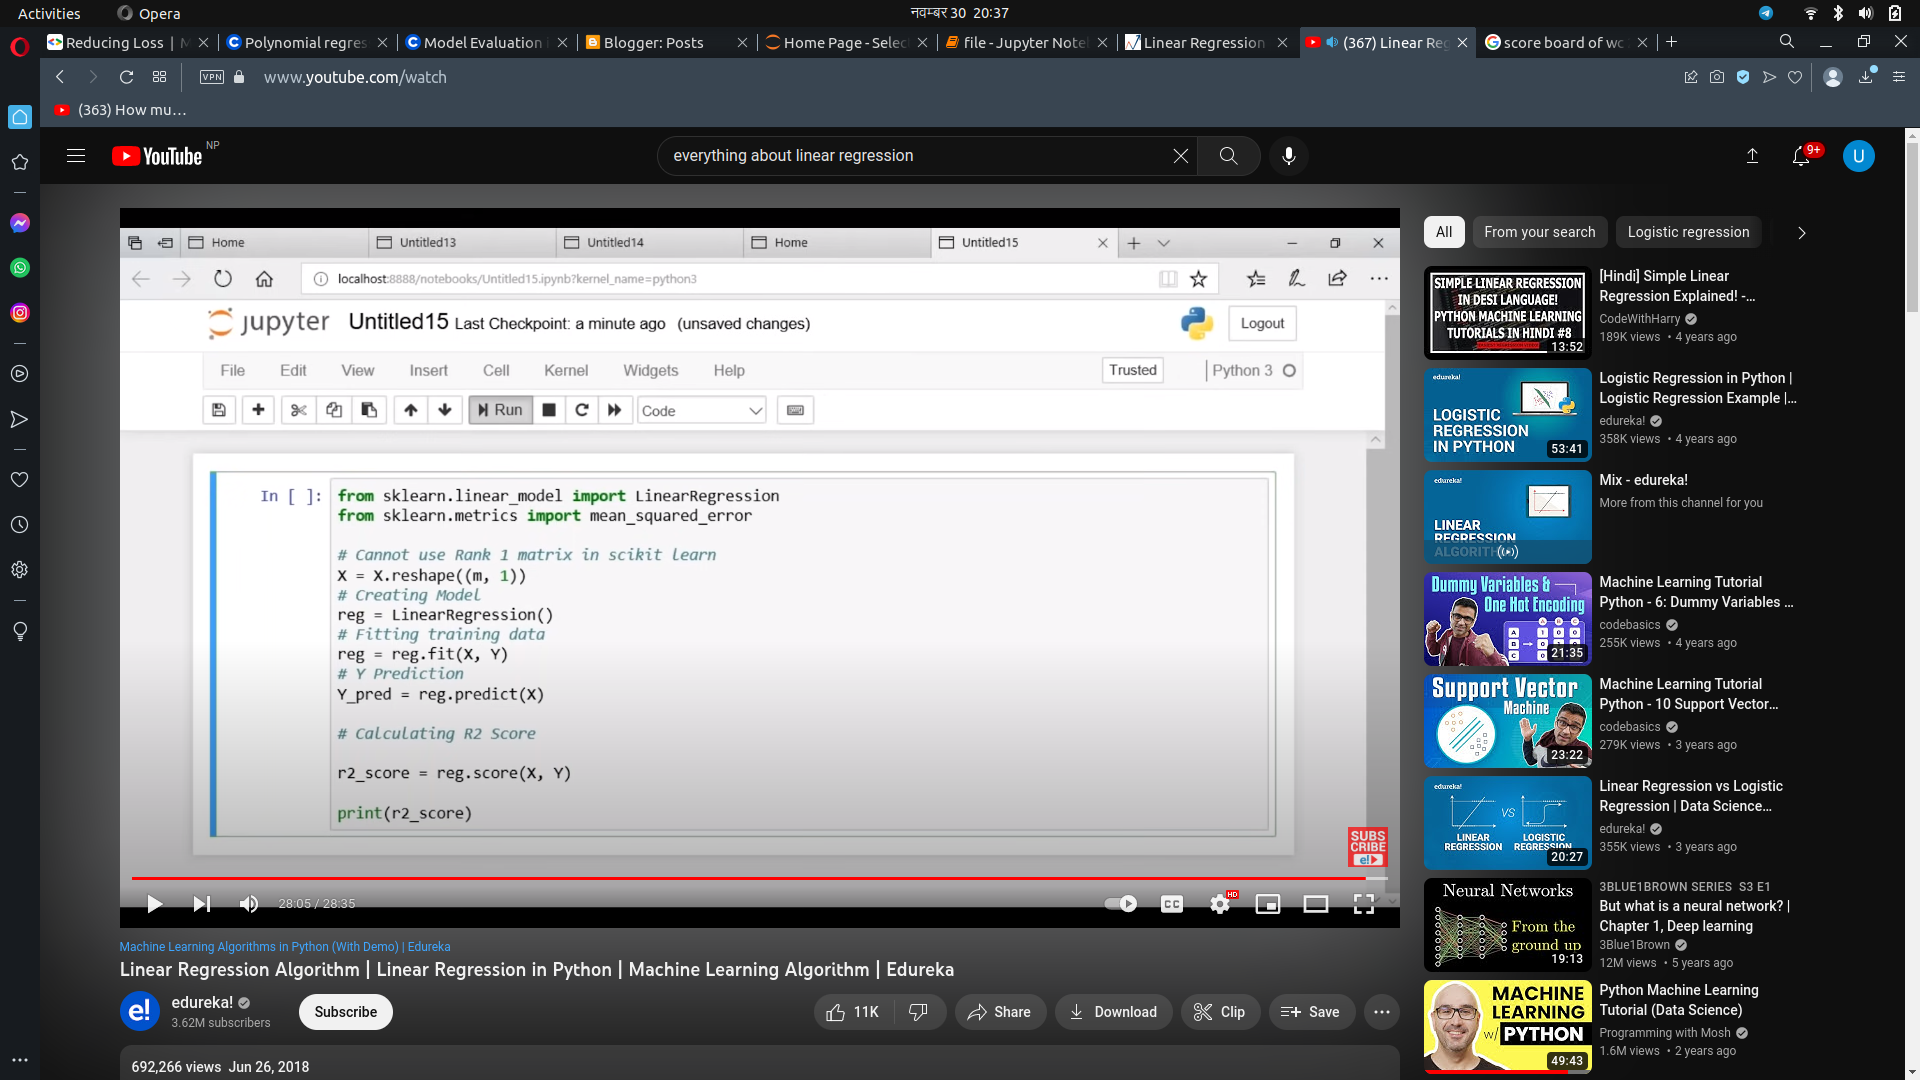 Activities
Opera
नवम्बर 30 20:37
Reducing Loss | M
Polynomial regres
Model Evaluation
Blogger: Posts
Home Page - Select
file - Jupyter Note
Linear Regression
(367) Linear Reg
score board of wc
VPN
www.youtube.com/watch
(363) How mu…
YouTube NP
everything about linear regression
9+
U
Home
Untitled13
Untitled14
Home
Untitled15
localhost:8888/notebooks/Untitled15.ipynb?kernel_name=python3
jupyter Untitled15 Last Checkpoint: a minute ago (unsaved changes)
Logout
File Edit View Insert Cell Kernel Widgets Help
Trusted
Python 3
Run
Code
In [ ]: from sklearn.linear_model import LinearRegression
from sklearn.metrics import mean_squared_error
# Cannot use Rank 1 matrix in scikit learn
X = X.reshape((m, 1))
# Creating Model
reg = LinearRegression()
# Fitting training data
reg = reg.fit(X, Y)
# Y Prediction
Y_pred = reg.predict(X)
# Calculating R2 Score
r2_score = reg.score(X, Y)
print(r2_score)
SUBS
CRIBE
e!
28:05 / 28:35
CC
HD
Machine Learning Algorithms in Python (With Demo) | Edureka
Linear Regression Algorithm | Linear Regression in Python | Machine Learning Algorithm | Edureka
e!
edureka!
3.62M subscribers
Subscribe
11K
Share
Download
Clip
Save
692,266 views Jun 26, 2018
All
From your search
Logistic regression
SIMPLE LINEAR REGRESSION
IN DESI LANGUAGE!
PYTHON MACHINE LEARNING
TUTORIALS IN HINDI #8
13:52
[Hindi] Simple Linear
Regression Explained! -…
CodeWithHarry
189K views • 4 years ago
edureka!
LOGISTIC
REGRESSION
IN PYTHON
53:41
Logistic Regression in Python |
Logistic Regression Example |…
edureka!
358K views • 4 years ago
edureka!
LINEAR
REGRESSION
ALGORITHM
Mix - edureka!
More from this channel for you
Dummy Variables &
One Hot Encoding
21:35
Machine Learning Tutorial
Python - 6: Dummy Variables …
codebasics
255K views • 4 years ago
Support Vector
Machine
23:22
Machine Learning Tutorial
Python - 10 Support Vector…
codebasics
279K views • 3 years ago
edureka!
VS
LINEAR
REGRESSION
LOGISTIC
REGRESSION
20:27
Linear Regression vs Logistic
Regression | Data Science…
edureka!
355K views • 3 years ago
Neural Networks
From the
ground up
19:13
3BLUE1BROWN SERIES S3 E1
But what is a neural network? |
Chapter 1, Deep learning
3Blue1Brown
12M views • 5 years ago
MACHINE
LEARNING
W/ PYTHON
49:43
Python Machine Learning
Tutorial (Data Science)
Programming with Mosh
1.6M views • 2 years ago